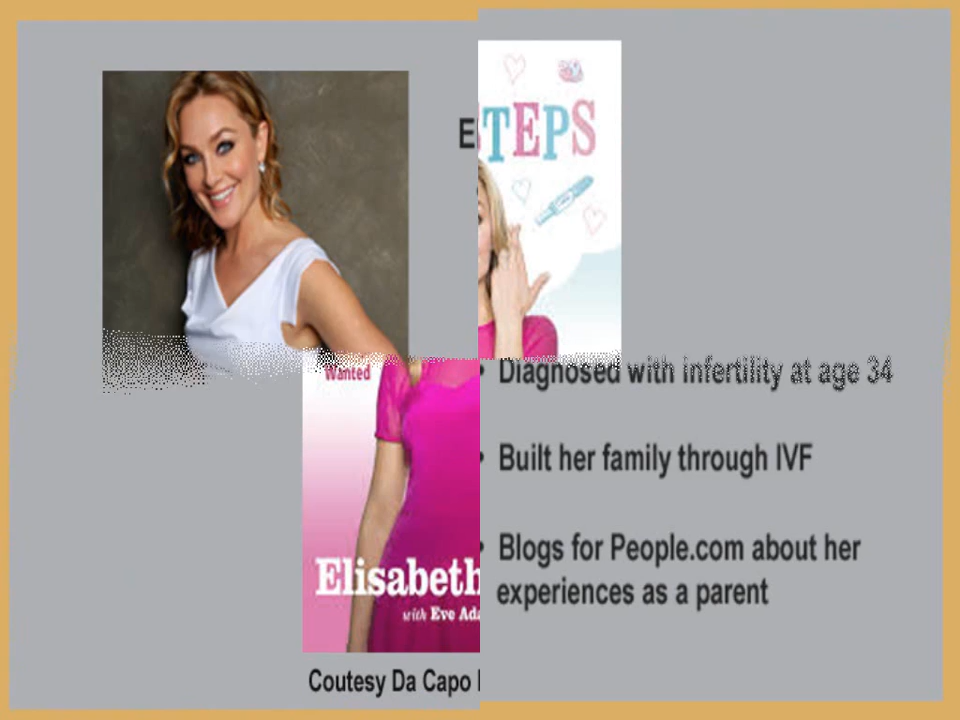 E
TEPS
Wanted
• Diagnosed with infertility at age 34
• Built her family through IVF
• Blogs for People.com about her
experiences as a parent
Elisabeth
with Eve Ada
Coutesy Da Capo